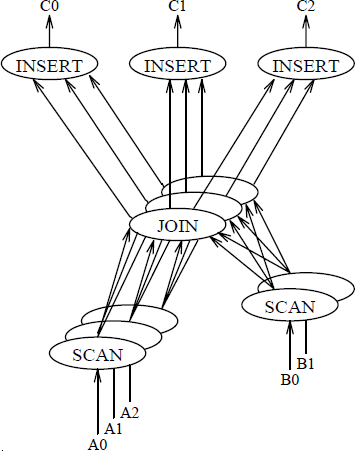 C0 C1 C2
INSERT INSERT INSERT
JOIN
SCAN
SCAN
B1
B0
A2
A1
A0